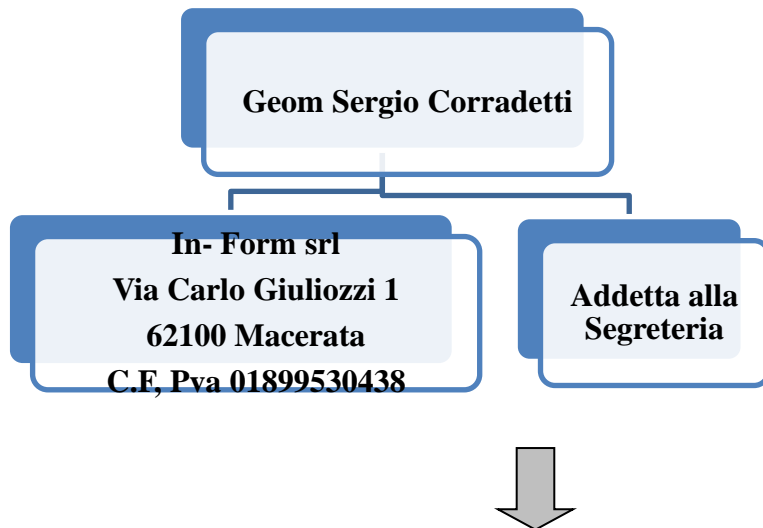 Geom Sergio Corradetti
In- Form srl
Via Carlo Giuliozzi 1
62100 Macerata
C.F, Pva 01899530438
Addetta alla
Segreteria